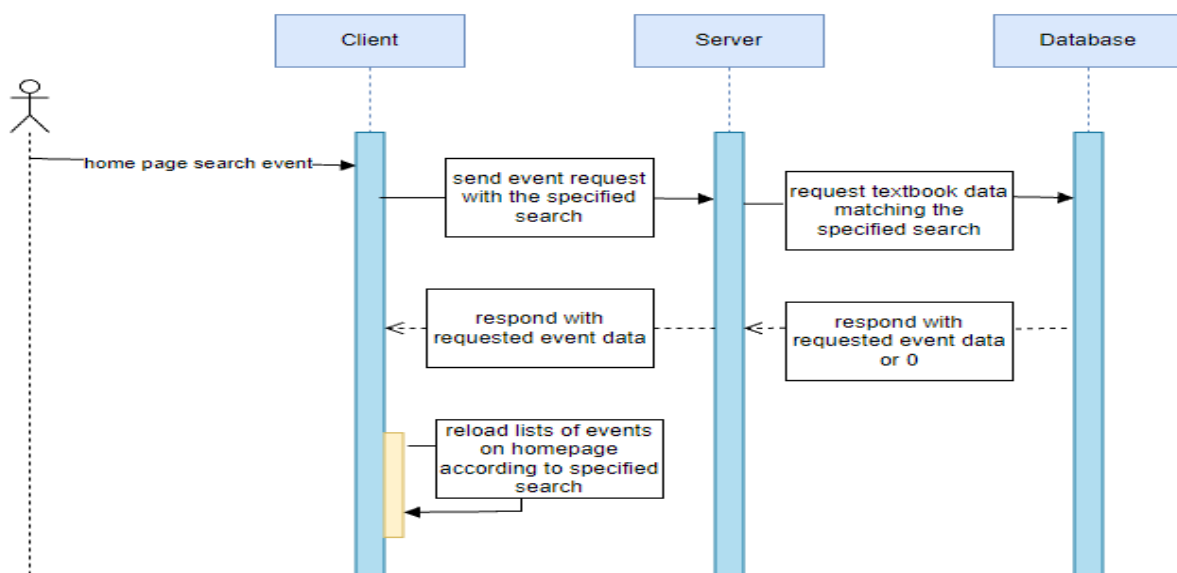 Client
Server
Database
home page search event
send event request
with the specified
search
request textbook data
matching the
specified search
respond with
requested event data
respond with
requested event data
or 0
reload lists of events
on homepage
according to specified
search